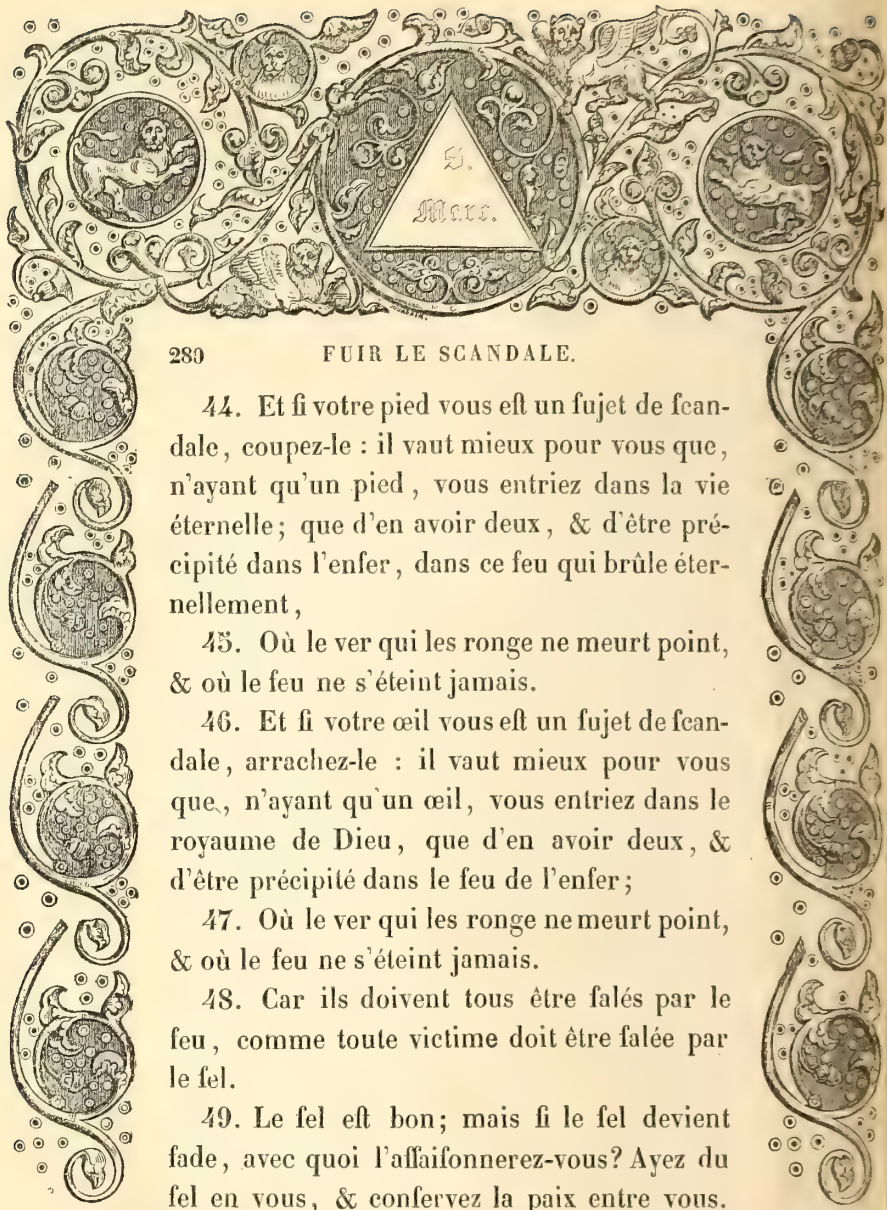 S.
Marc.
280 FUIR LE SCANDALE.
44. Et ſi votre pied vous eſt un ſujet de ſcan-
dale, coupez-le : il vaut mieux pour vous que,
n'ayant qu'un pied, vous entriez dans la vie
éternelle; que d'en avoir deux, & d'être pré-
cipité dans l'enfer, dans ce feu qui brûle éter-
nellement,
45. Où le ver qui les ronge ne meurt point,
& où le feu ne s'éteint jamais.
46. Et ſi votre œil vous eſt un ſujet de ſcan-
dale, arrachez-le : il vaut mieux pour vous
que, n'ayant qu'un œil, vous entriez dans le
royaume de Dieu, que d'en avoir deux, &
d'être précipité dans le feu de l'enfer;
47. Où le ver qui les ronge ne meurt point,
& où le feu ne s'éteint jamais.
48. Car ils doivent tous être ſalés par le
feu, comme toute victime doit être ſalée par
le ſel.
49. Le ſel eſt bon; mais ſi le ſel devient
fade, avec quoi l'aſſaiſonnerez-vous? Ayez du
ſel en vous, & conſervez la paix entre vous.